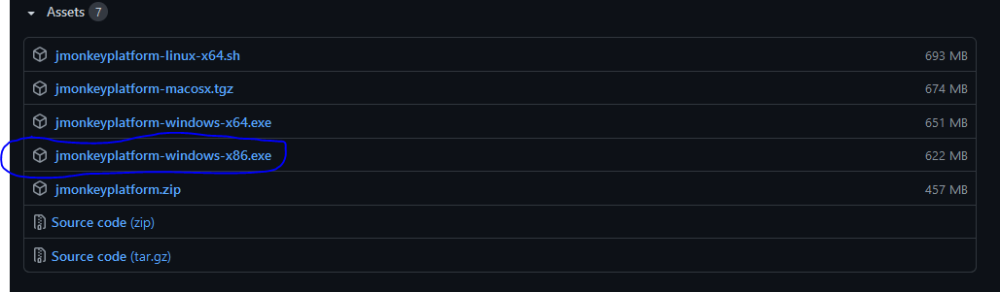 Assets 7
jmonkeyplatform-linux-x64.sh 693 MB
jmonkeyplatform-macosx.tgz 674 MB
jmonkeyplatform-windows-x64.exe 651 MB
jmonkeyplatform-windows-x86.exe 622 MB
jmonkeyplatform.zip 457 MB
Source code (zip)
Source code (tar.gz)